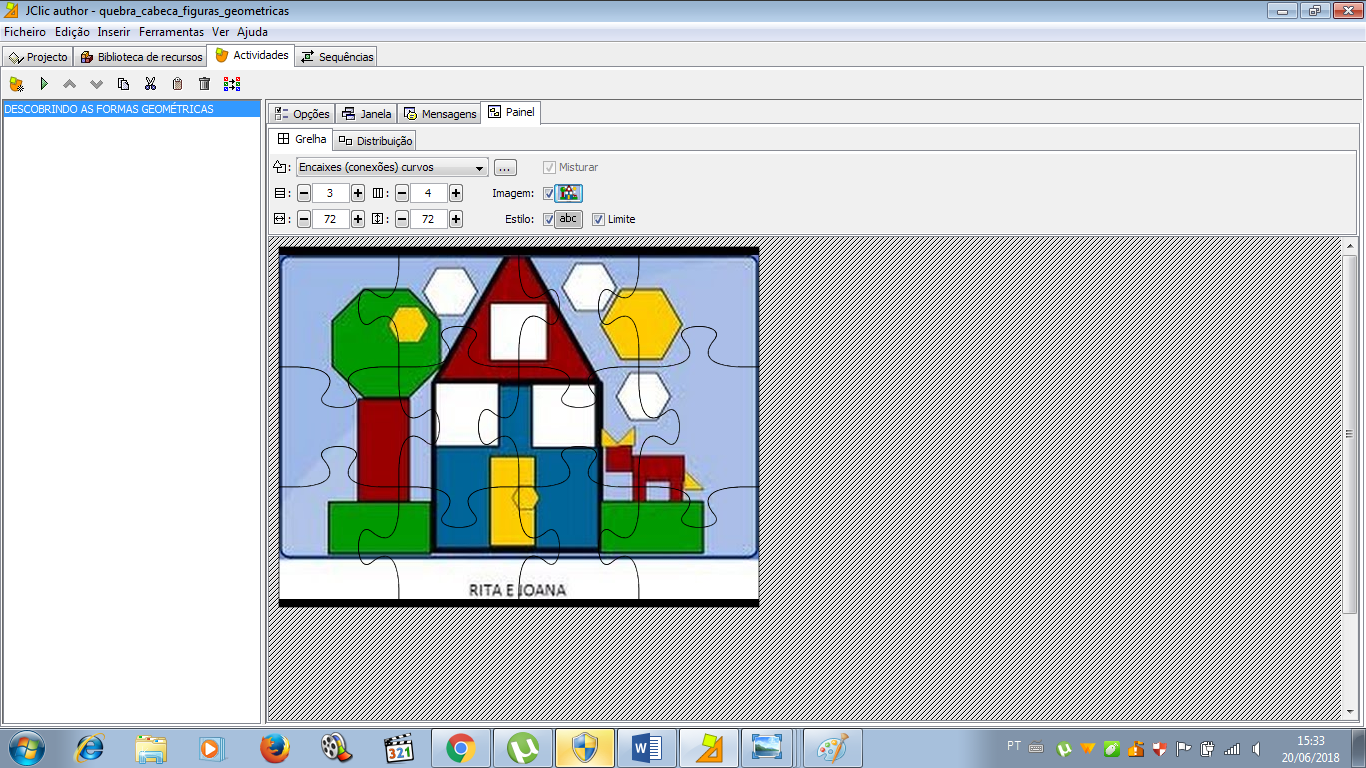 JClic author - quebra_cabeca_figuras_geometricas
Ficheiro Edição Inserir Ferramentas Ver Ajuda
Projecto Biblioteca de recursos Actividades Sequências
DESCOBRINDO AS FORMAS GEOMÉTRICAS
Opções Janela Mensagens Painel
Grelha Distribuição
Encaixes (conexões) curvos ... Misturar
3 4 Imagem:
72 72 Estilo: abc Limite
RITA E JOANA
321
W
PT
15:33
20/06/2018